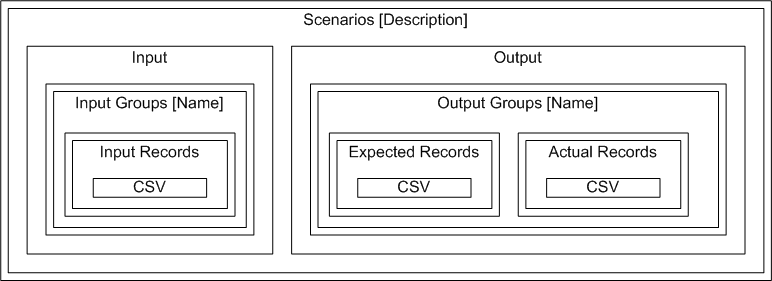 Scenarios [Description]
Input
Output
Input Groups [Name]
Output Groups [Name]
Input Records
Expected Records
Actual Records
CSV
CSV
CSV